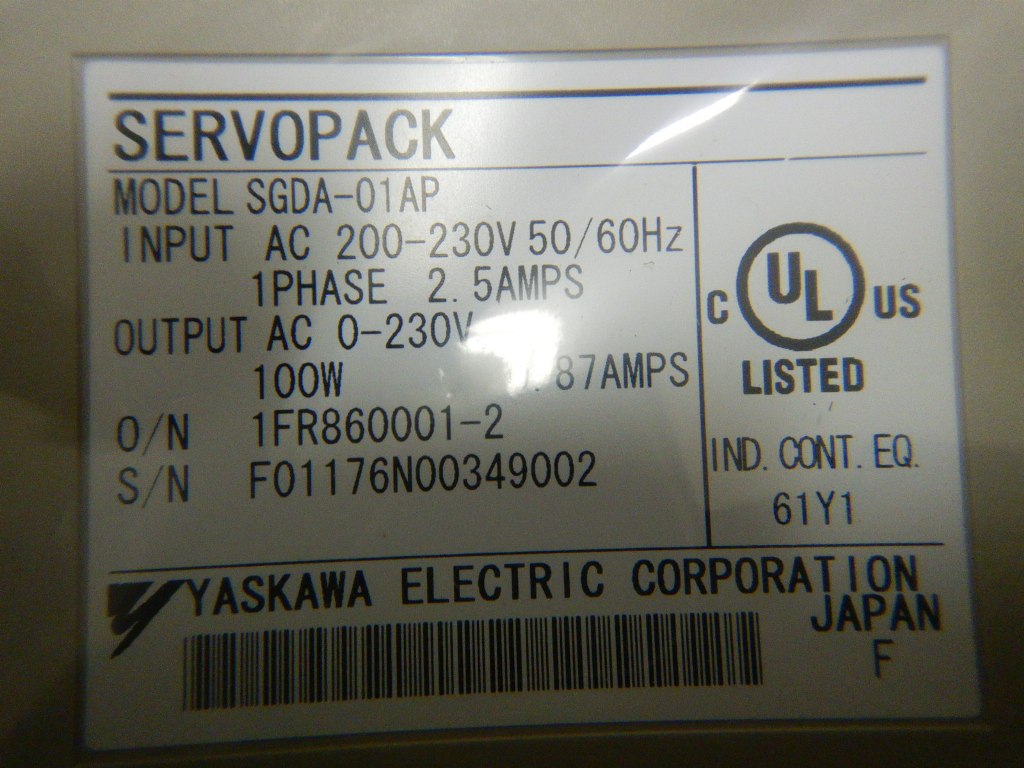 SERVOPACK
MODEL SGDA-01AP
INPUT AC 200-230V 50/60Hz
1PHASE 2.5AMPS
OUTPUT AC 0-230V
100W 87AMPS
O/N 1FR860001-2
S/N F01176N00349002
C UL US
LISTED
IND. CONT. EQ.
61Y1
YASKAWA ELECTRIC CORPORATION
JAPAN
F